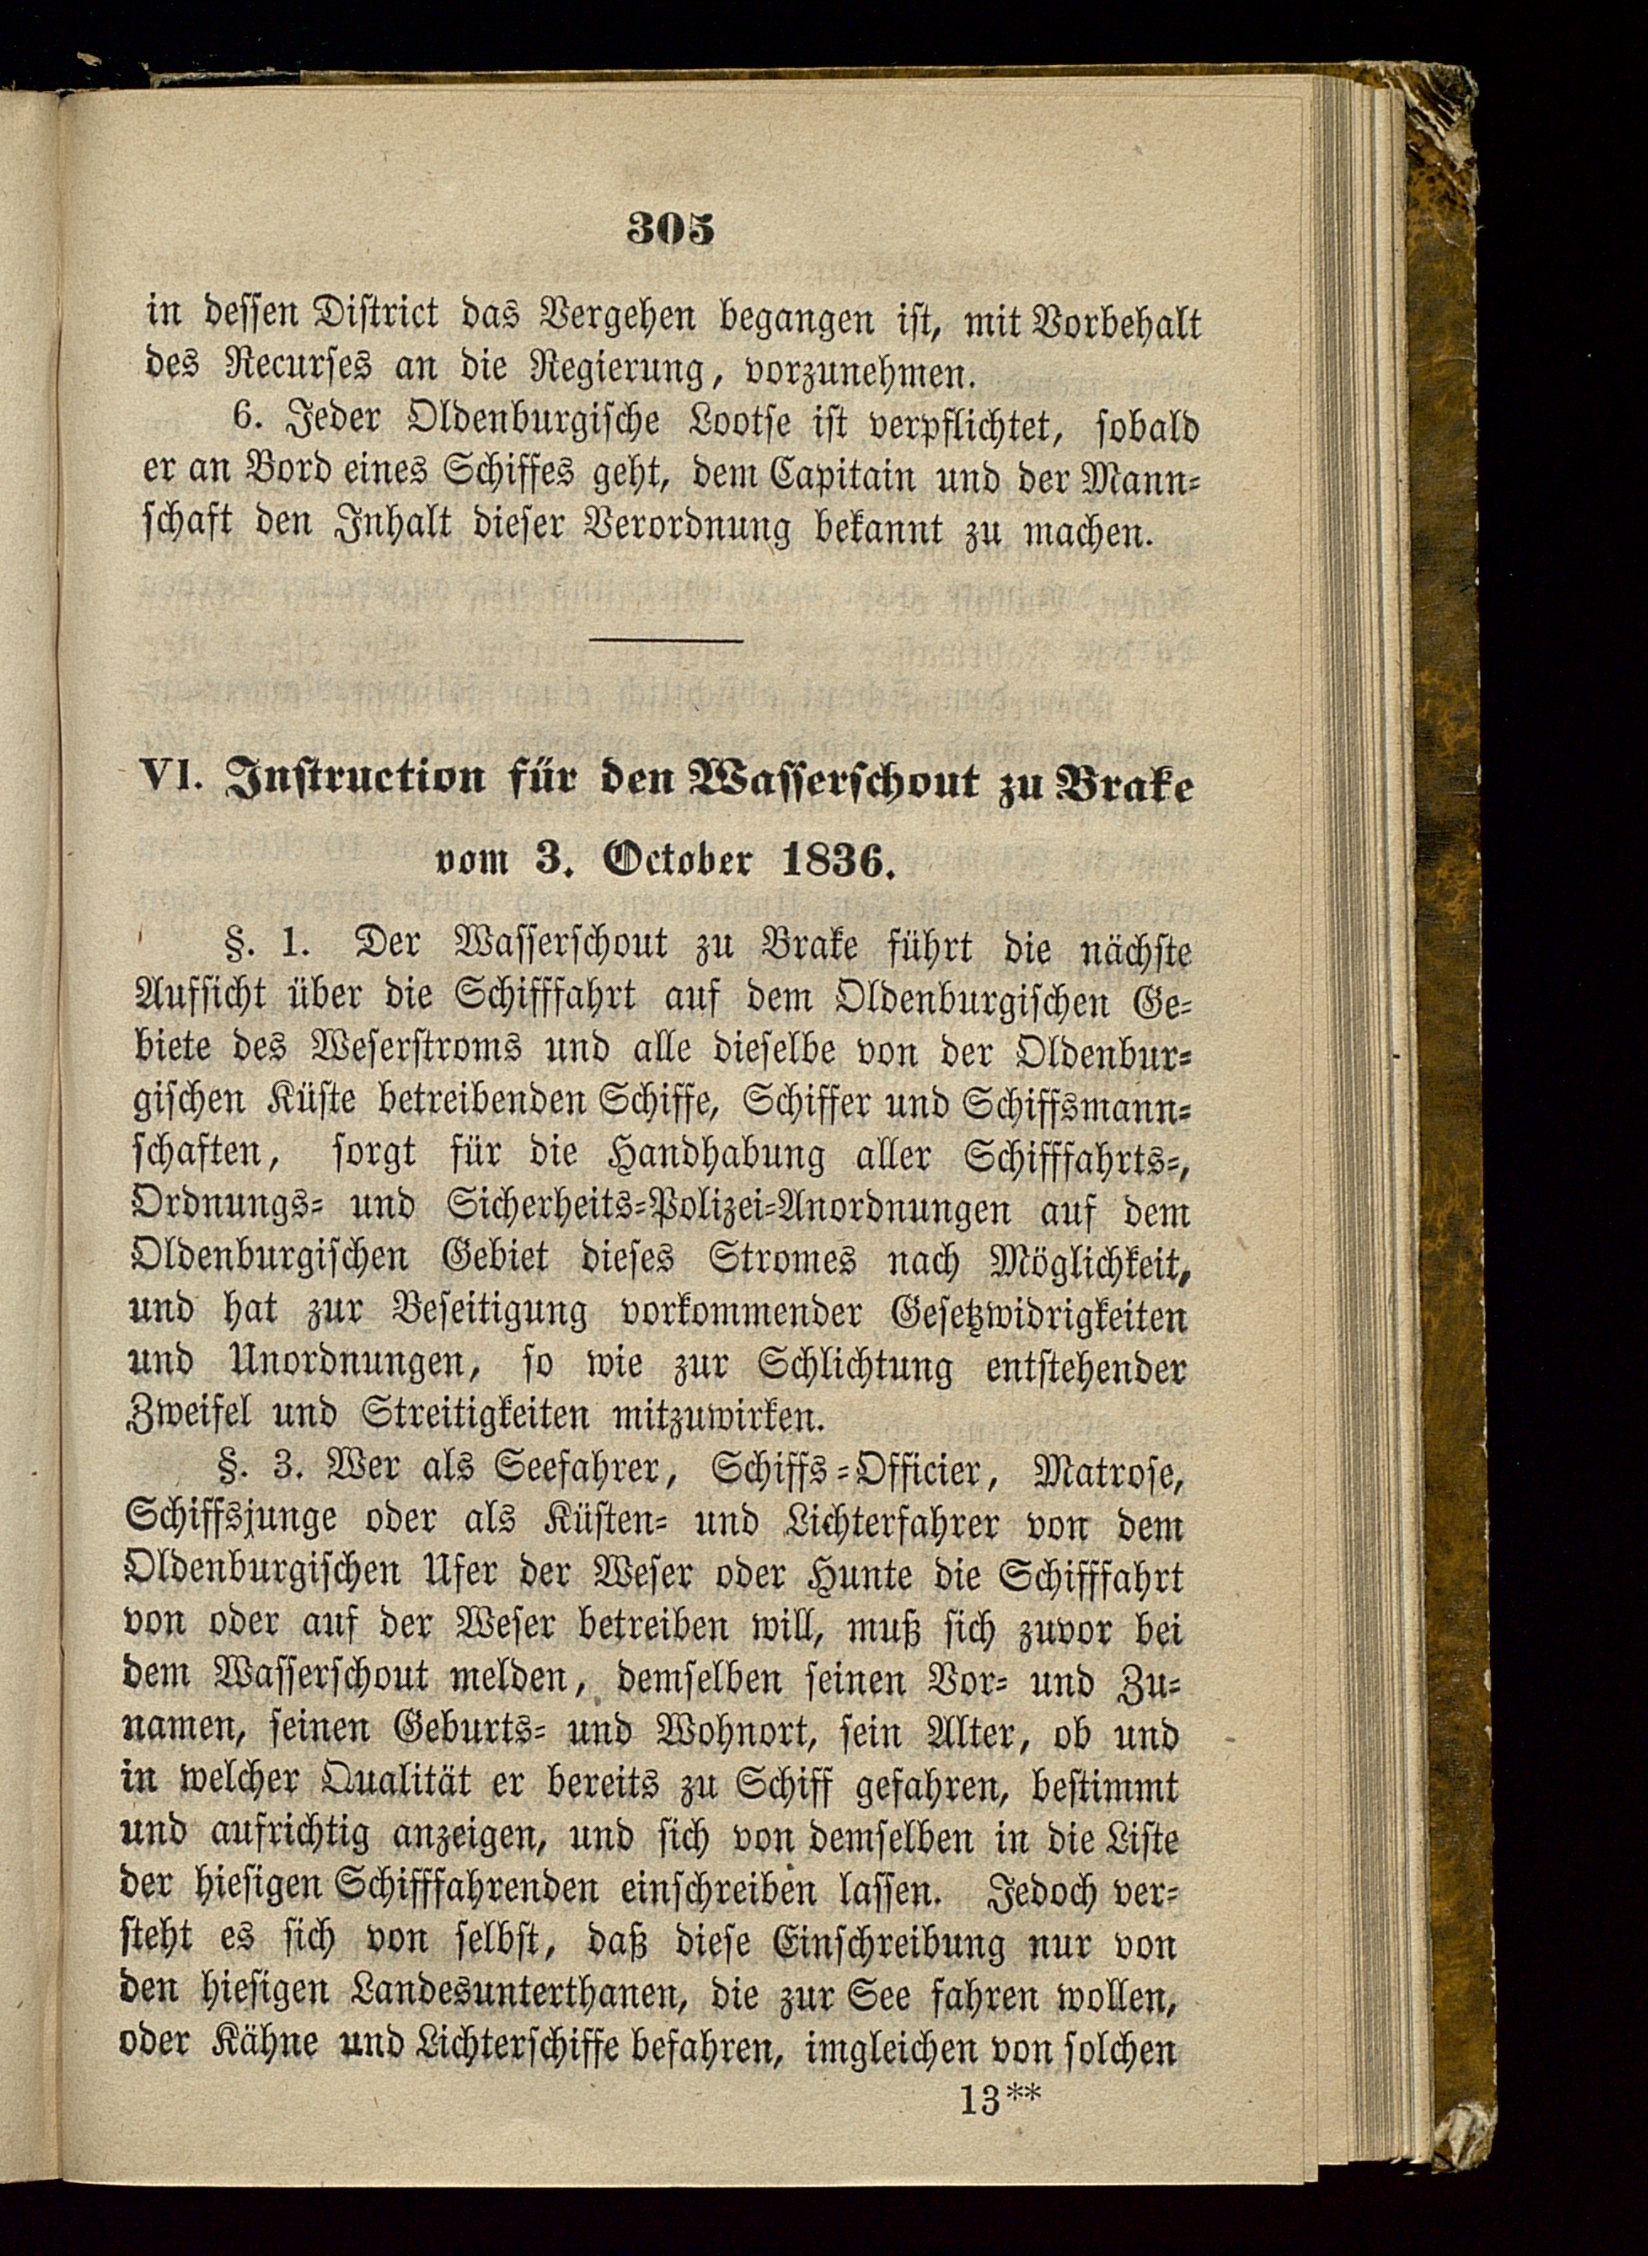 305
in dessen District das Vergehen begangen ist, mit Vorbehalt
des Recurses an die Regierung, vorzunehmen.
6. Jeder Oldenburgische Lootse ist verpflichtet, sobald
er an Bord eines Schiffes geht, dem Capitain und der Mann-
schaft den Inhalt dieser Verordnung bekannt zu machen.
VI. Instruction für den Wasserschout zu Brake
vom 3. October 1836.
§. 1. Der Wasserschout zu Brake führt die nächste
Aufsicht über die Schifffahrt auf dem Oldenburgischen Ge-
biete des Weserstroms und alle dieselbe von der Oldenbur-
gischen Küste betreibenden Schiffe, Schiffer und Schiffsmann-
schaften, sorgt für die Handhabung aller Schifffahrts-,
Ordnungs- und Sicherheits-Polizei-Anordnungen auf dem
Oldenburgischen Gebiet dieses Stromes nach Möglichkeit,
und hat zur Beseitigung vorkommender Gesetzwidrigkeiten
und Unordnungen, so wie zur Schlichtung entstehender
Zweifel und Streitigkeiten mitzuwirken.
§. 3. Wer als Seefahrer, Schiffs-Officier, Matrose,
Schiffsjunge oder als Küsten- und Lichterfahrer von dem
Oldenburgischen Ufer der Weser oder Hunte die Schifffahrt
von oder auf der Weser betreiben will, muß sich zuvor bei
dem Wasserschout melden, demselben seinen Vor- und Zu-
namen, seinen Geburts- und Wohnort, sein Alter, ob und
in welcher Qualität er bereits zu Schiff gefahren, bestimmt
und aufrichtig anzeigen, und sich von demselben in die Liste
der hiesigen Schifffahrenden einschreiben lassen. Jedoch ver-
steht es sich von selbst, daß diese Einschreibung nur von
den hiesigen Landesunterthanen, die zur See fahren wollen,
oder Kähne und Lichterschiffe befahren, imgleichen von solchen
13**